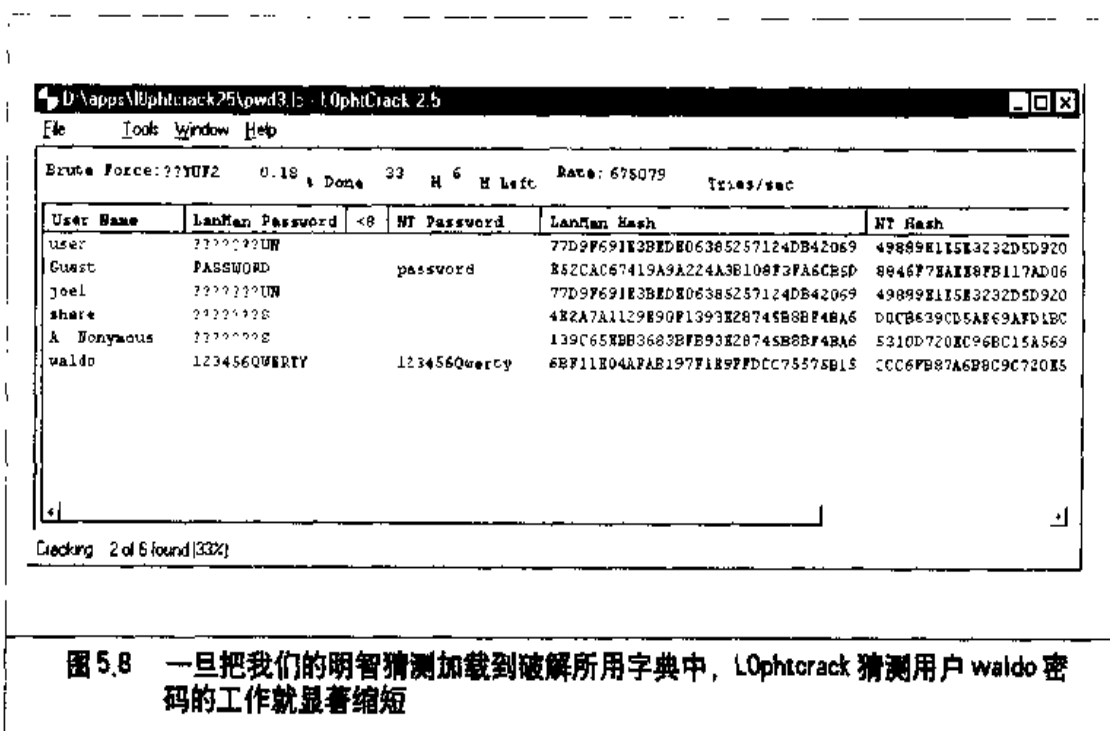 D:\apps\l0phtcrack25\pwd3.lc - L0phtCrack 2.5
File Tools Window Help
Brute Force: ??YUF2 0.18 % Done 33 H 6 M Left Rate: 675079 Tries/sec
User Name LanMan Password <8 NT Password LanMan Hash NT Hash
user ???????UN 77D9F691E3BEDE06385257124DB42069 49899E115E3232D5D920
Guest PASSWORD password E52CAC67419A9A224A3B108F3FA6CB6D 8846F7EAEE8FB117AD06
joel ???????UN 77D9F691E3BEDE06385257124DB42069 49899E115E3232D5D920
share ???????S 4E2A7A1129E90F1393E28745B8BF4BA6 D0CB639CD5AE69AFD1BC
A Nonymous ???????S 139C65EBB3683BFB93E28745B8BF4BA6 5310D720EC96BC15A569
waldo 123456QWERTY 123456Qwerty 6BF11E04AFAB197F1E9FFDCC75575B15 CCC6FB87A6B8C9C720E5
Cracking 2 of 6 found (33%)
图5.8 一旦把我们的明智猜测加载到破解所用字典中，L0phtcrack 猜测用户 waldo 密
码的工作就显著缩短